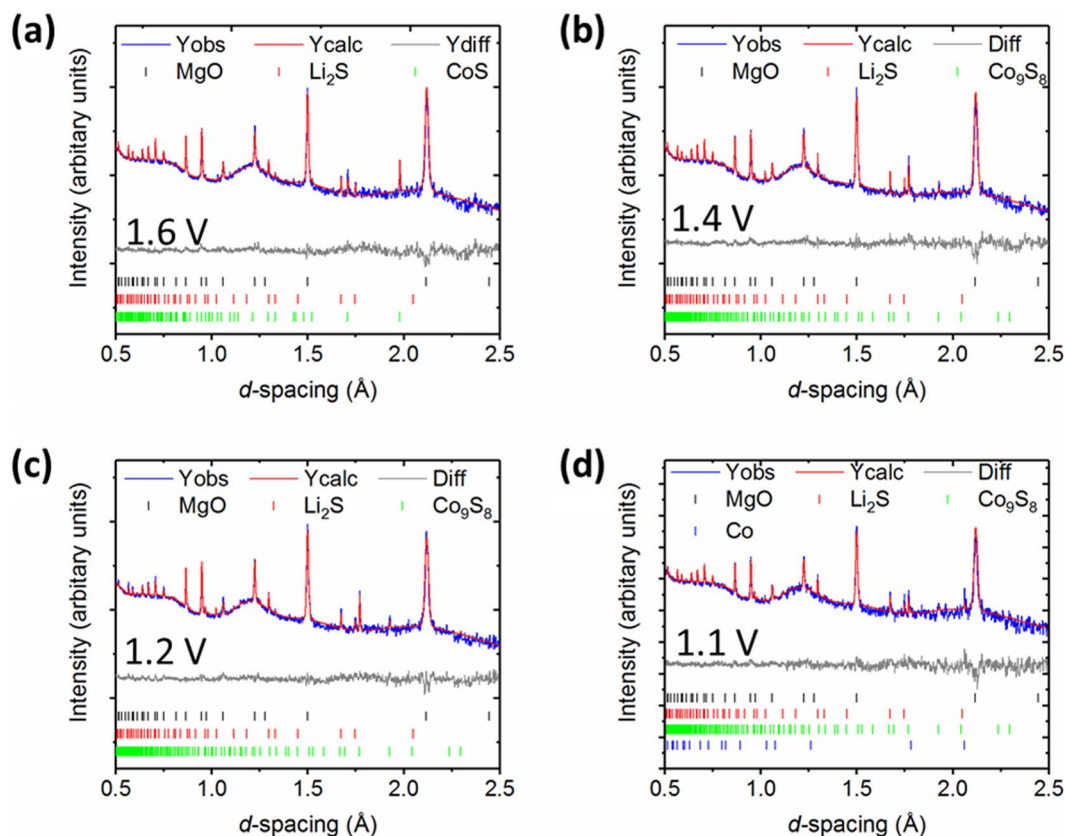 (a)
Yobs Ycalc Ydiff
MgO Li₂S CoS
Intensity (arbitary units)
1.6 V
0.5 1.0 1.5 2.0 2.5
d-spacing (Å)
(b)
Yobs Ycalc Diff
MgO Li₂S Co₉S₈
Intensity (arbitary units)
1.4 V
0.5 1.0 1.5 2.0 2.5
d-spacing (Å)
(c)
Yobs Ycalc Diff
MgO Li₂S Co₉S₈
Intensity (arbitary units)
1.2 V
0.5 1.0 1.5 2.0 2.5
d-spacing (Å)
(d)
Yobs Ycalc Diff
MgO Li₂S Co₉S₈
Co
Intensity (arbitary units)
1.1 V
0.5 1.0 1.5 2.0 2.5
d-spacing (Å)